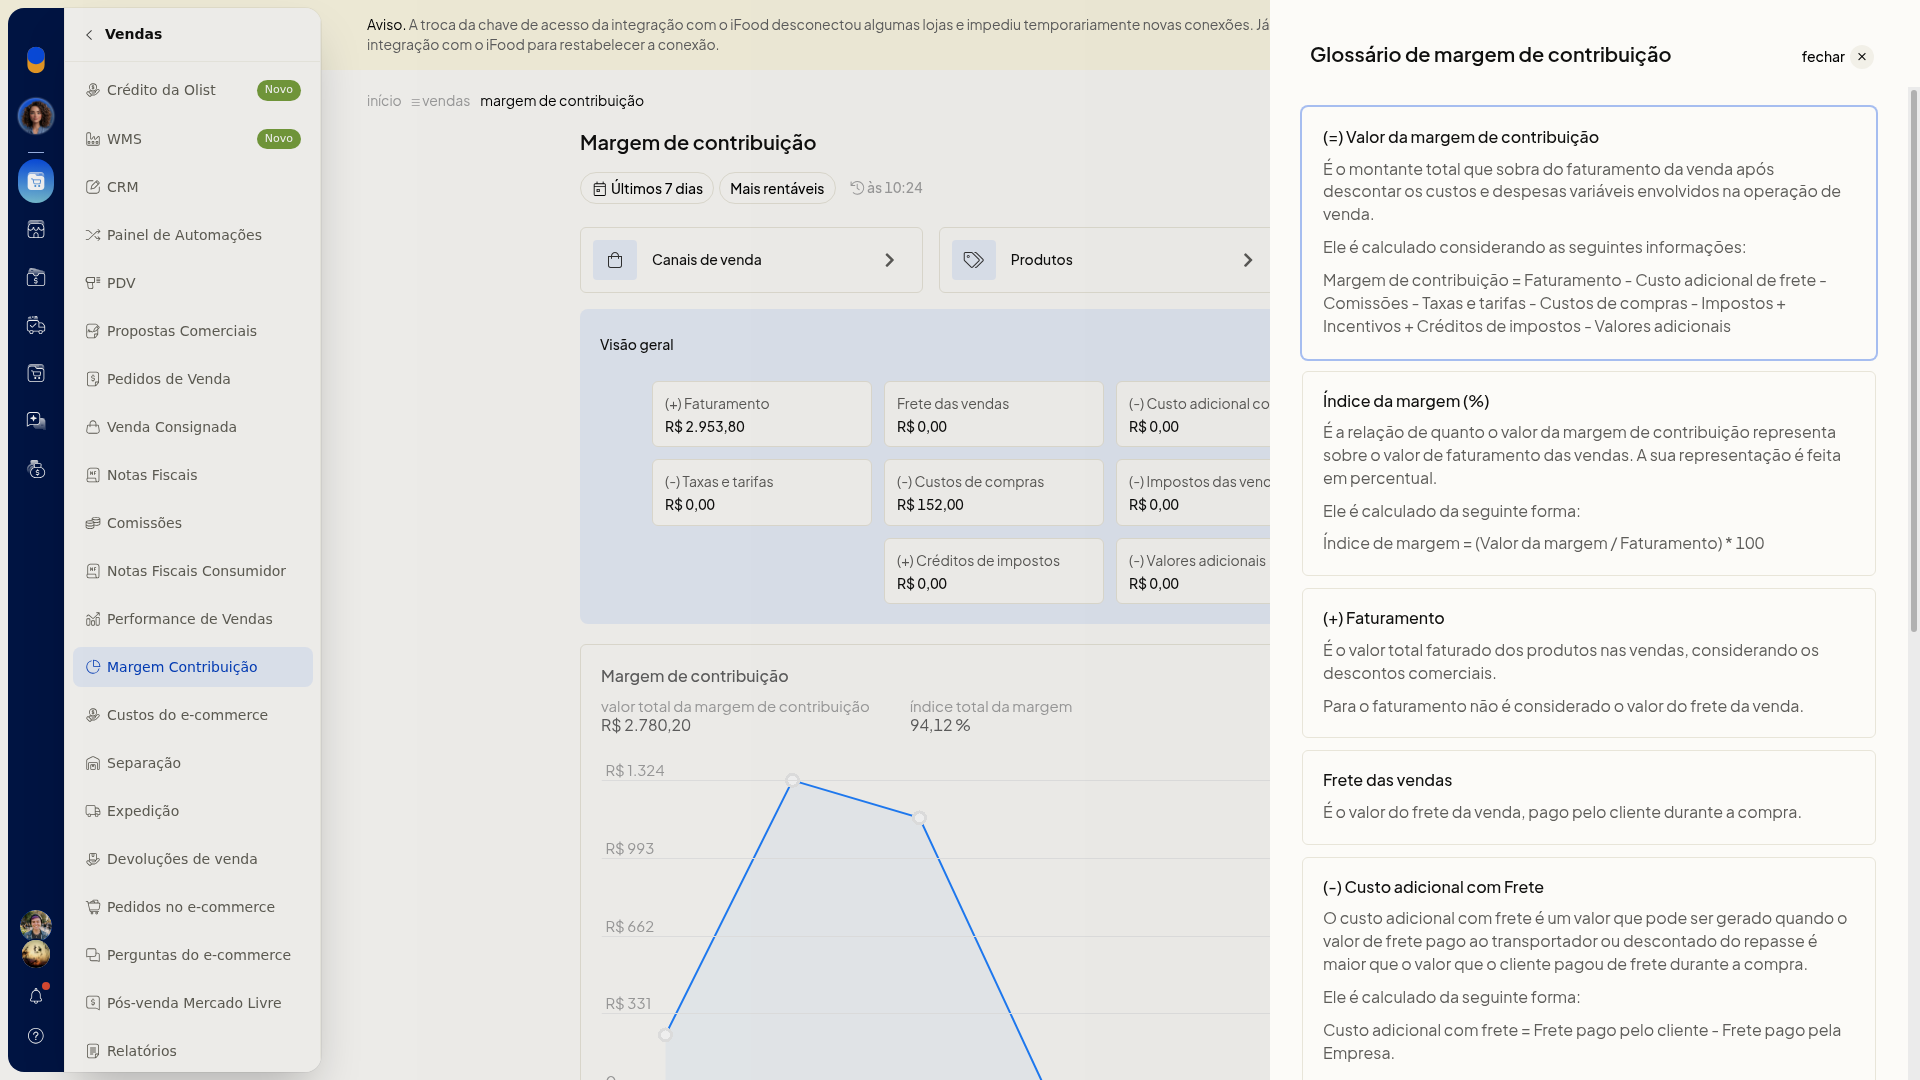 Vendas
Crédito da Olist
Novo
WMS
Novo
CRM
Painel de Automações
PDV
Propostas Comerciais
Pedidos de Venda
Venda Consignada
Notas Fiscais
Comissões
Notas Fiscais Consumidor
Performance de Vendas
Margem Contribuição
Custos do e-commerce
Separação
Expedição
Devoluções de venda
Pedidos no e-commerce
Perguntas do e-commerce
Pós-venda Mercado Livre
Relatórios
Aviso. A troca da chave de acesso da integração com o iFood desconectou algumas lojas e impediu temporariamente novas conexões. Já
integração com o iFood para restabelecer a conexão.
início vendas margem de contribuição
Margem de contribuição
Últimos 7 dias
Mais rentáveis
às 10:24
Canais de venda
Produtos
Visão geral
(+) Faturamento
R$ 2.953,80
Frete das vendas
R$ 0,00
(-) Custo adicional co
R$ 0,00
(-) Taxas e tarifas
R$ 0,00
(-) Custos de compras
R$ 152,00
(-) Impostos das vend
R$ 0,00
(+) Créditos de impostos
R$ 0,00
(-) Valores adicionais
R$ 0,00
Margem de contribuição
valor total da margem de contribuição
R$ 2.780,20
índice total da margem
94,12 %
R$ 1.324
R$ 993
R$ 662
R$ 331
Glossário de margem de contribuição
fechar
(=) Valor da margem de contribuição
É o montante total que sobra do faturamento da venda após
descontar os custos e despesas variáveis envolvidos na operação de
venda.
Ele é calculado considerando as seguintes informações:
Margem de contribuição = Faturamento - Custo adicional de frete -
Comissões - Taxas e tarifas - Custos de compras - Impostos +
Incentivos + Créditos de impostos - Valores adicionais
Índice da margem (%)
É a relação de quanto o valor da margem de contribuição representa
sobre o valor de faturamento das vendas. A sua representação é feita
em percentual.
Ele é calculado da seguinte forma:
Índice de margem = (Valor da margem / Faturamento) * 100
(+) Faturamento
É o valor total faturado dos produtos nas vendas, considerando os
descontos comerciais.
Para o faturamento não é considerado o valor do frete da venda.
Frete das vendas
É o valor do frete da venda, pago pelo cliente durante a compra.
(-) Custo adicional com Frete
O custo adicional com frete é um valor que pode ser gerado quando o
valor de frete pago ao transportador ou descontado do repasse é
maior que o valor que o cliente pagou de frete durante a compra.
Ele é calculado da seguinte forma:
Custo adicional com frete = Frete pago pelo cliente - Frete pago pela
Empresa.